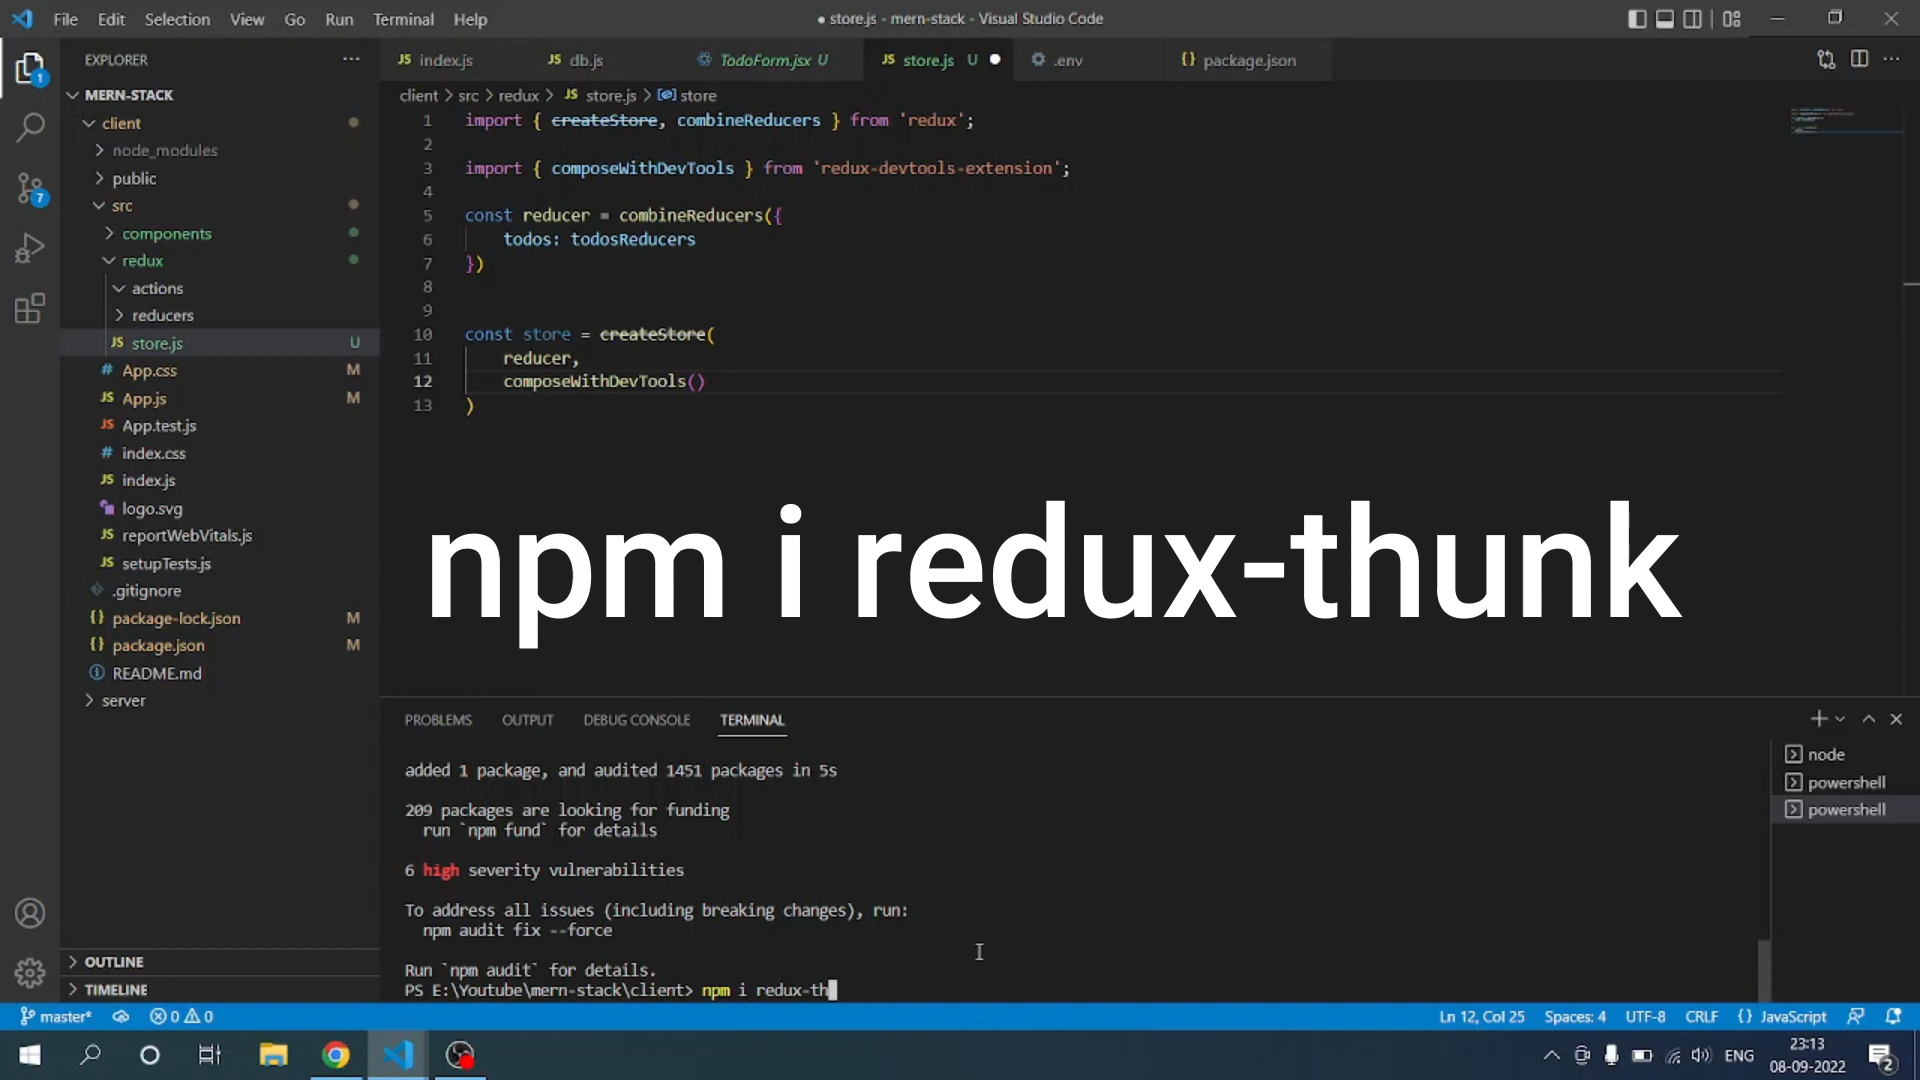 File Edit Selection View Go Run Terminal Help
● store.js - mern-stack - Visual Studio Code
EXPLORER
JS index.js
JS db.js
TodoForm.jsx U
JS store.js U
.env
{} package.json
MERN-STACK
client > src > redux > JS store.js > store
client
node_modules
public
src
components
redux
actions
reducers
JS store.js U
# App.css M
JS App.js M
JS App.test.js
# index.css
JS index.js
logo.svg
JS reportWebVitals.js
JS setupTests.js
.gitignore
{} package-lock.json M
{} package.json M
README.md
server
OUTLINE
TIMELINE
1
7
1 import { createStore, combineReducers } from 'redux';
2
3 import { composeWithDevTools } from 'redux-devtools-extension';
4
5 const reducer = combineReducers({
6 todos: todosReducers
7 })
8
9
10 const store = createStore(
11 reducer,
12 composeWithDevTools()
13 )
npm i redux-thunk
PROBLEMS OUTPUT DEBUG CONSOLE TERMINAL
added 1 package, and audited 1451 packages in 5s
209 packages are looking for funding
run `npm fund` for details
6 high severity vulnerabilities
To address all issues (including breaking changes), run:
npm audit fix --force
Run `npm audit` for details.
PS E:\Youtube\mern-stack\client> npm i redux-th
node
powershell
powershell
master* 0 0
Ln 12, Col 25 Spaces: 4 UTF-8 CRLF {} JavaScript
ENG
23:13
08-09-2022
2